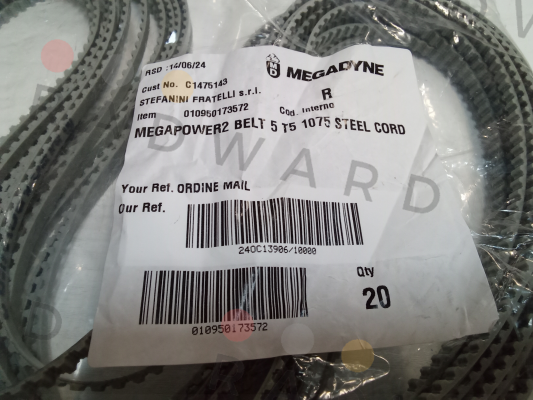 RSD :14/06/24
MEGADYNE
Cust No. C1475143
STEFANINI FRATELLI s.r.l.
R
Item 010950173572 Cod. Interno
MEGAPOWER2 BELT 5 T5 1075 STEEL CORD
EDWARD
Your Ref. ORDINE MAIL
Our Ref.
240C13906/10000
Qty
20
010950173572